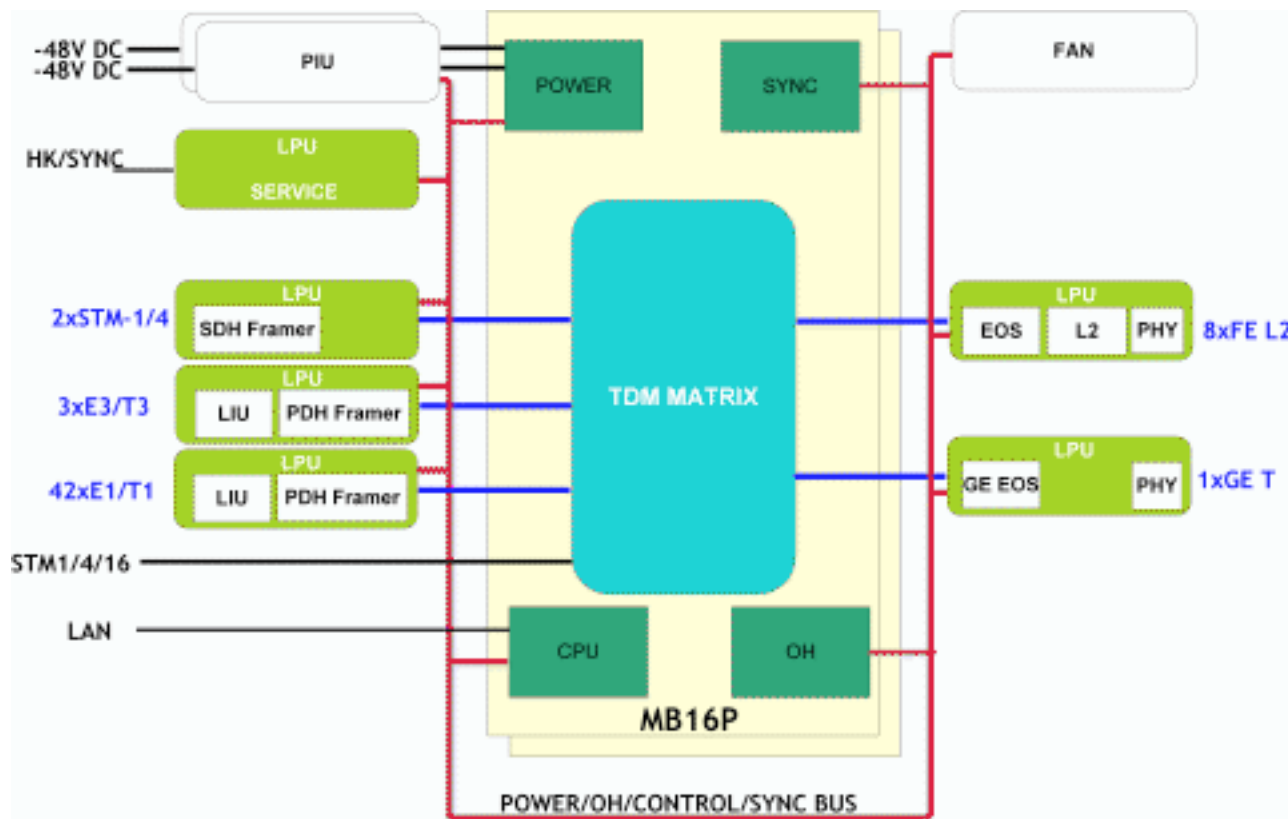 -48V DC
-48V DC
PIU
POWER
SYNC
FAN
HK/SYNC
LPU
SERVICE
2xSTM-1/4
LPU
SDH Framer
3xE3/T3
LPU
LIU
PDH Framer
42xE1/T1
LPU
LIU
PDH Framer
TDM MATRIX
LPU
EOS
L2
PHY
8xFE L2
LPU
GE EOS
PHY
1xGE T
STM1/4/16
LAN
CPU
OH
MB16P
POWER/OH/CONTROL/SYNC BUS